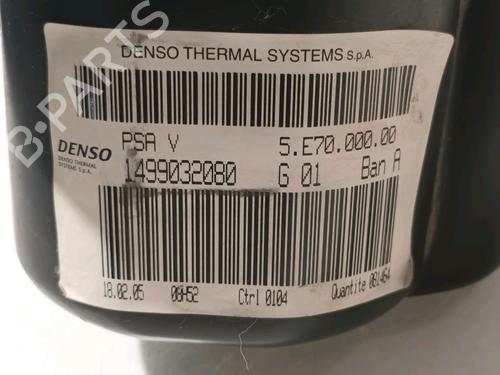 DENSO THERMAL SYSTEMS S.p.A.
PSA V 5.E70.000.00
DENSO
DENSO THERMAL
SYSTEMS S.p.A.
1499032080 G 01 Ban A
18.02.05 08H52 Ctrl 0104 Quantite 061464
B-PARTS